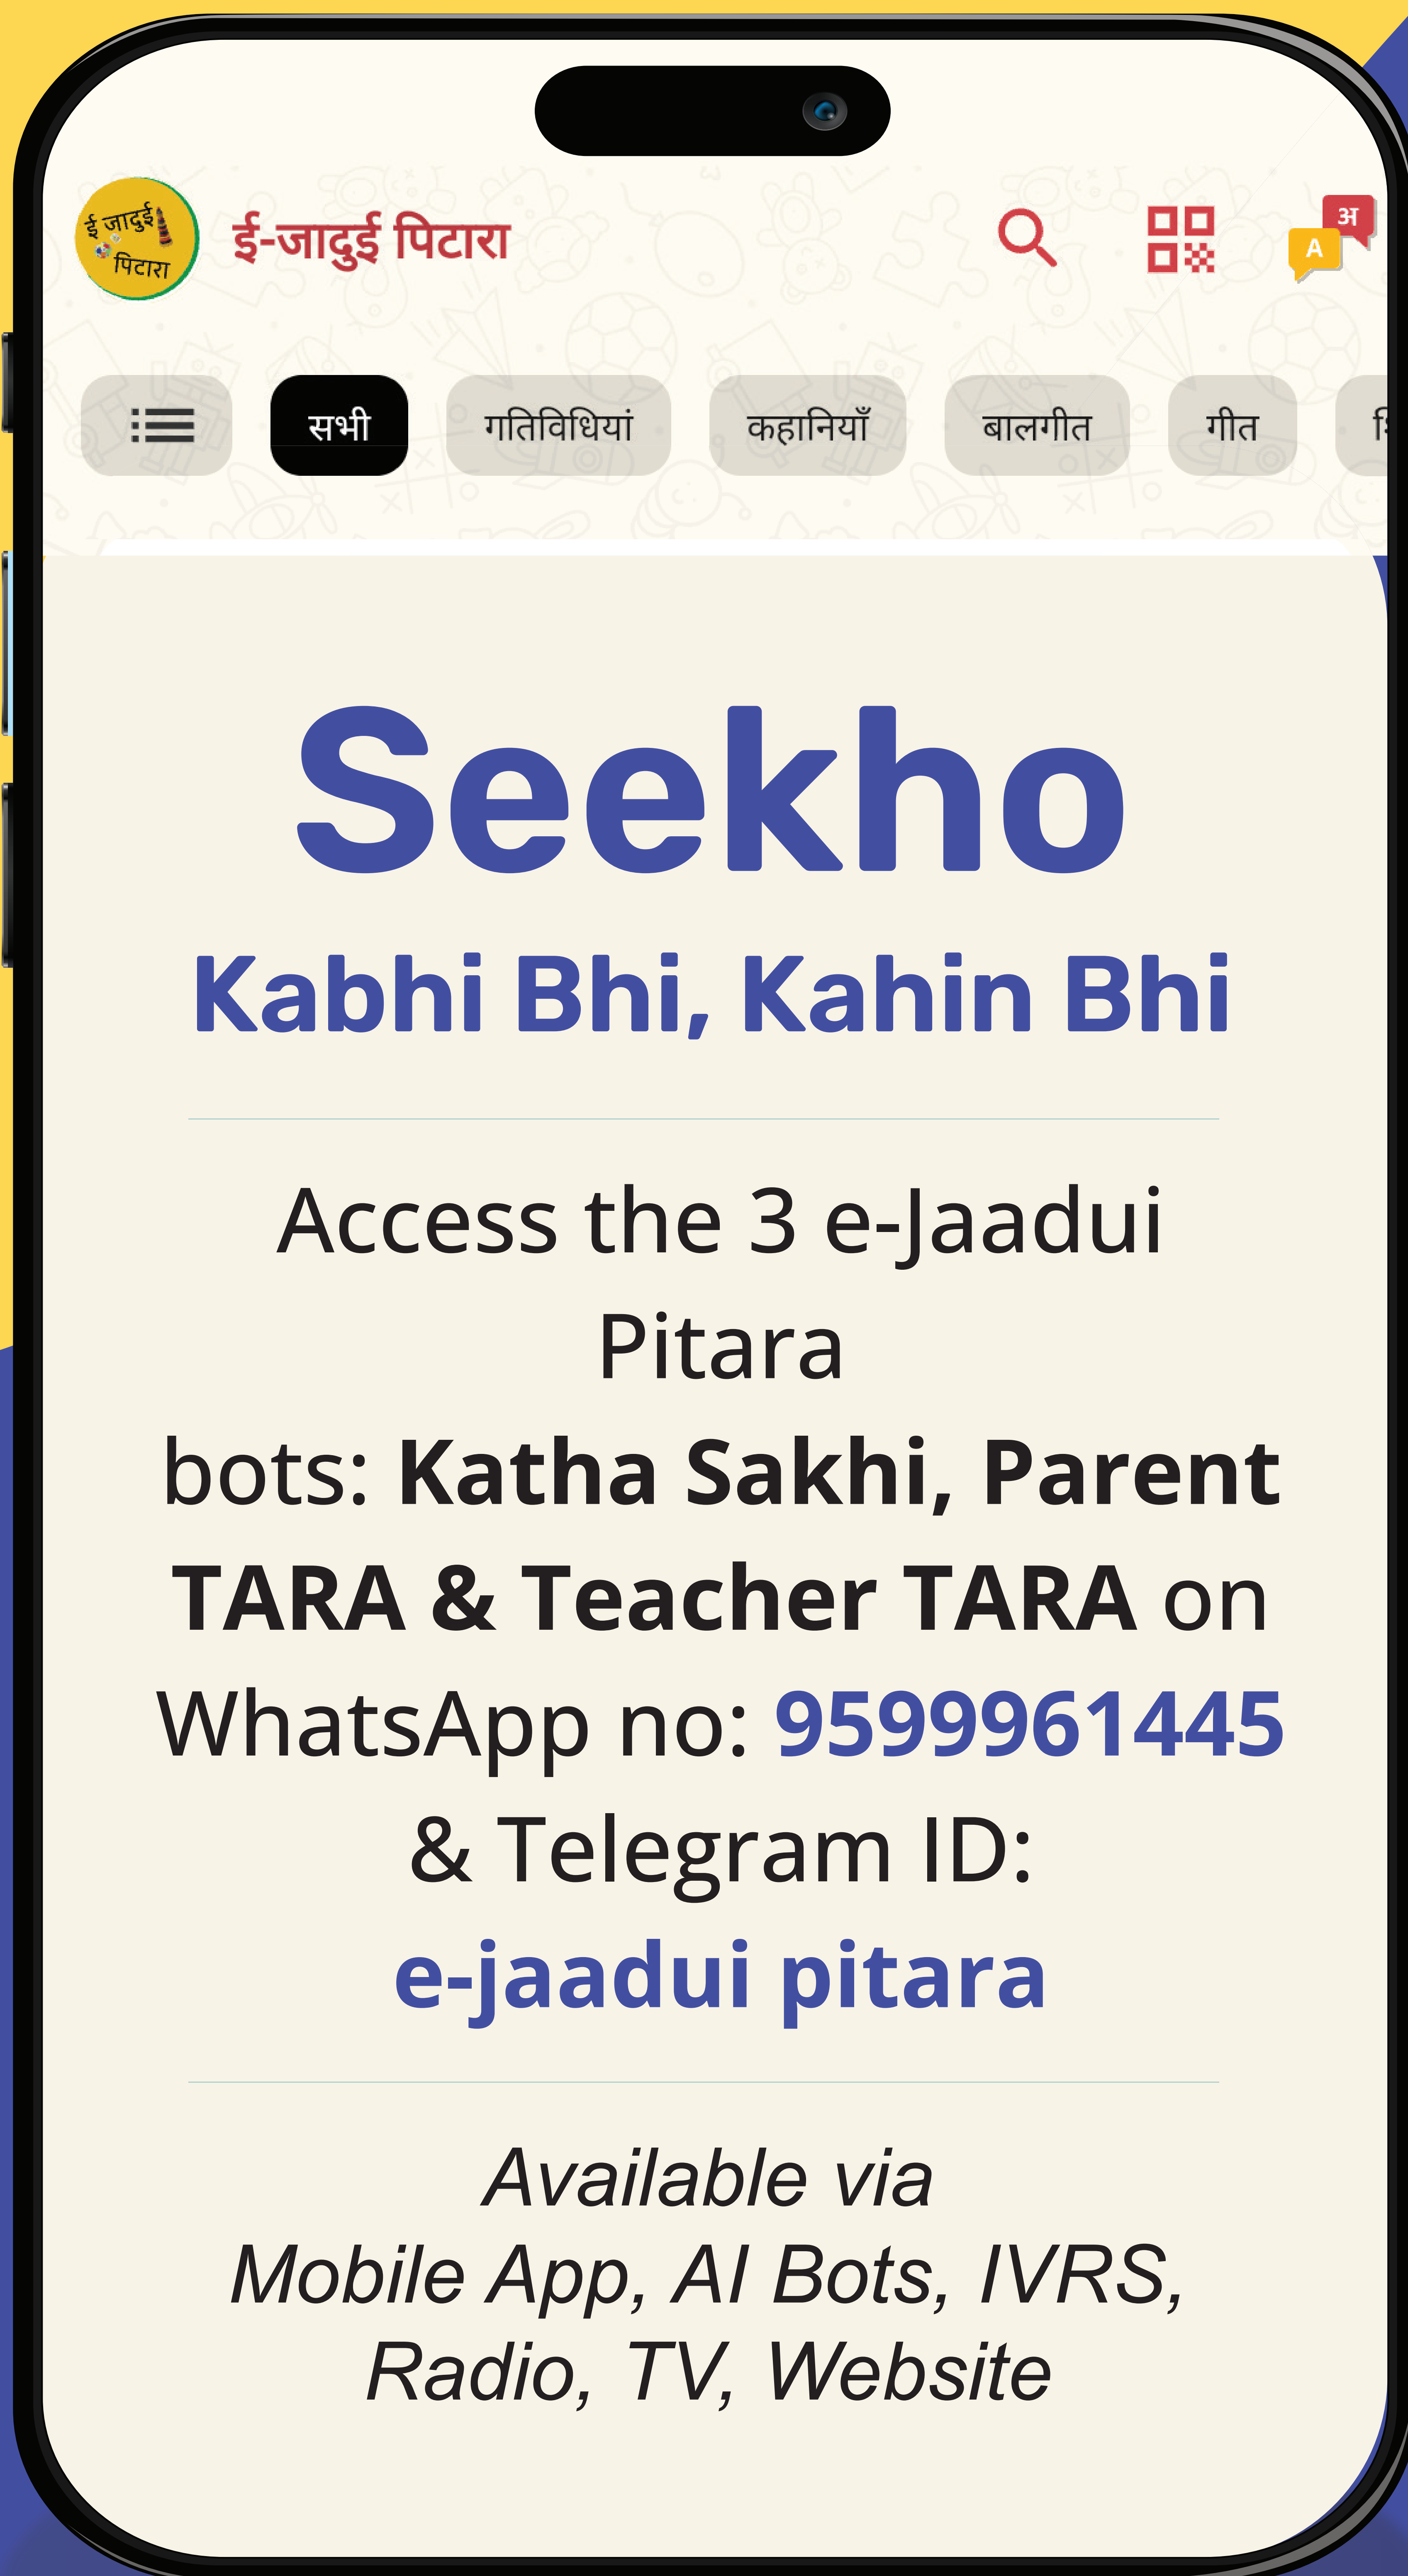 ई जादुई
पिटारा
ई-जादुई पिटारा
अ
A
सभी
गतिविधियां
कहानियाँ
बालगीत
गीत
Seekho
Kabhi Bhi, Kahin Bhi
Access the 3 e-Jaadui
Pitara
bots: Katha Sakhi, Parent
TARA & Teacher TARA on
WhatsApp no: 9599961445
& Telegram ID:
e-jaadui pitara
Available via
Mobile App, AI Bots, IVRS,
Radio, TV, Website